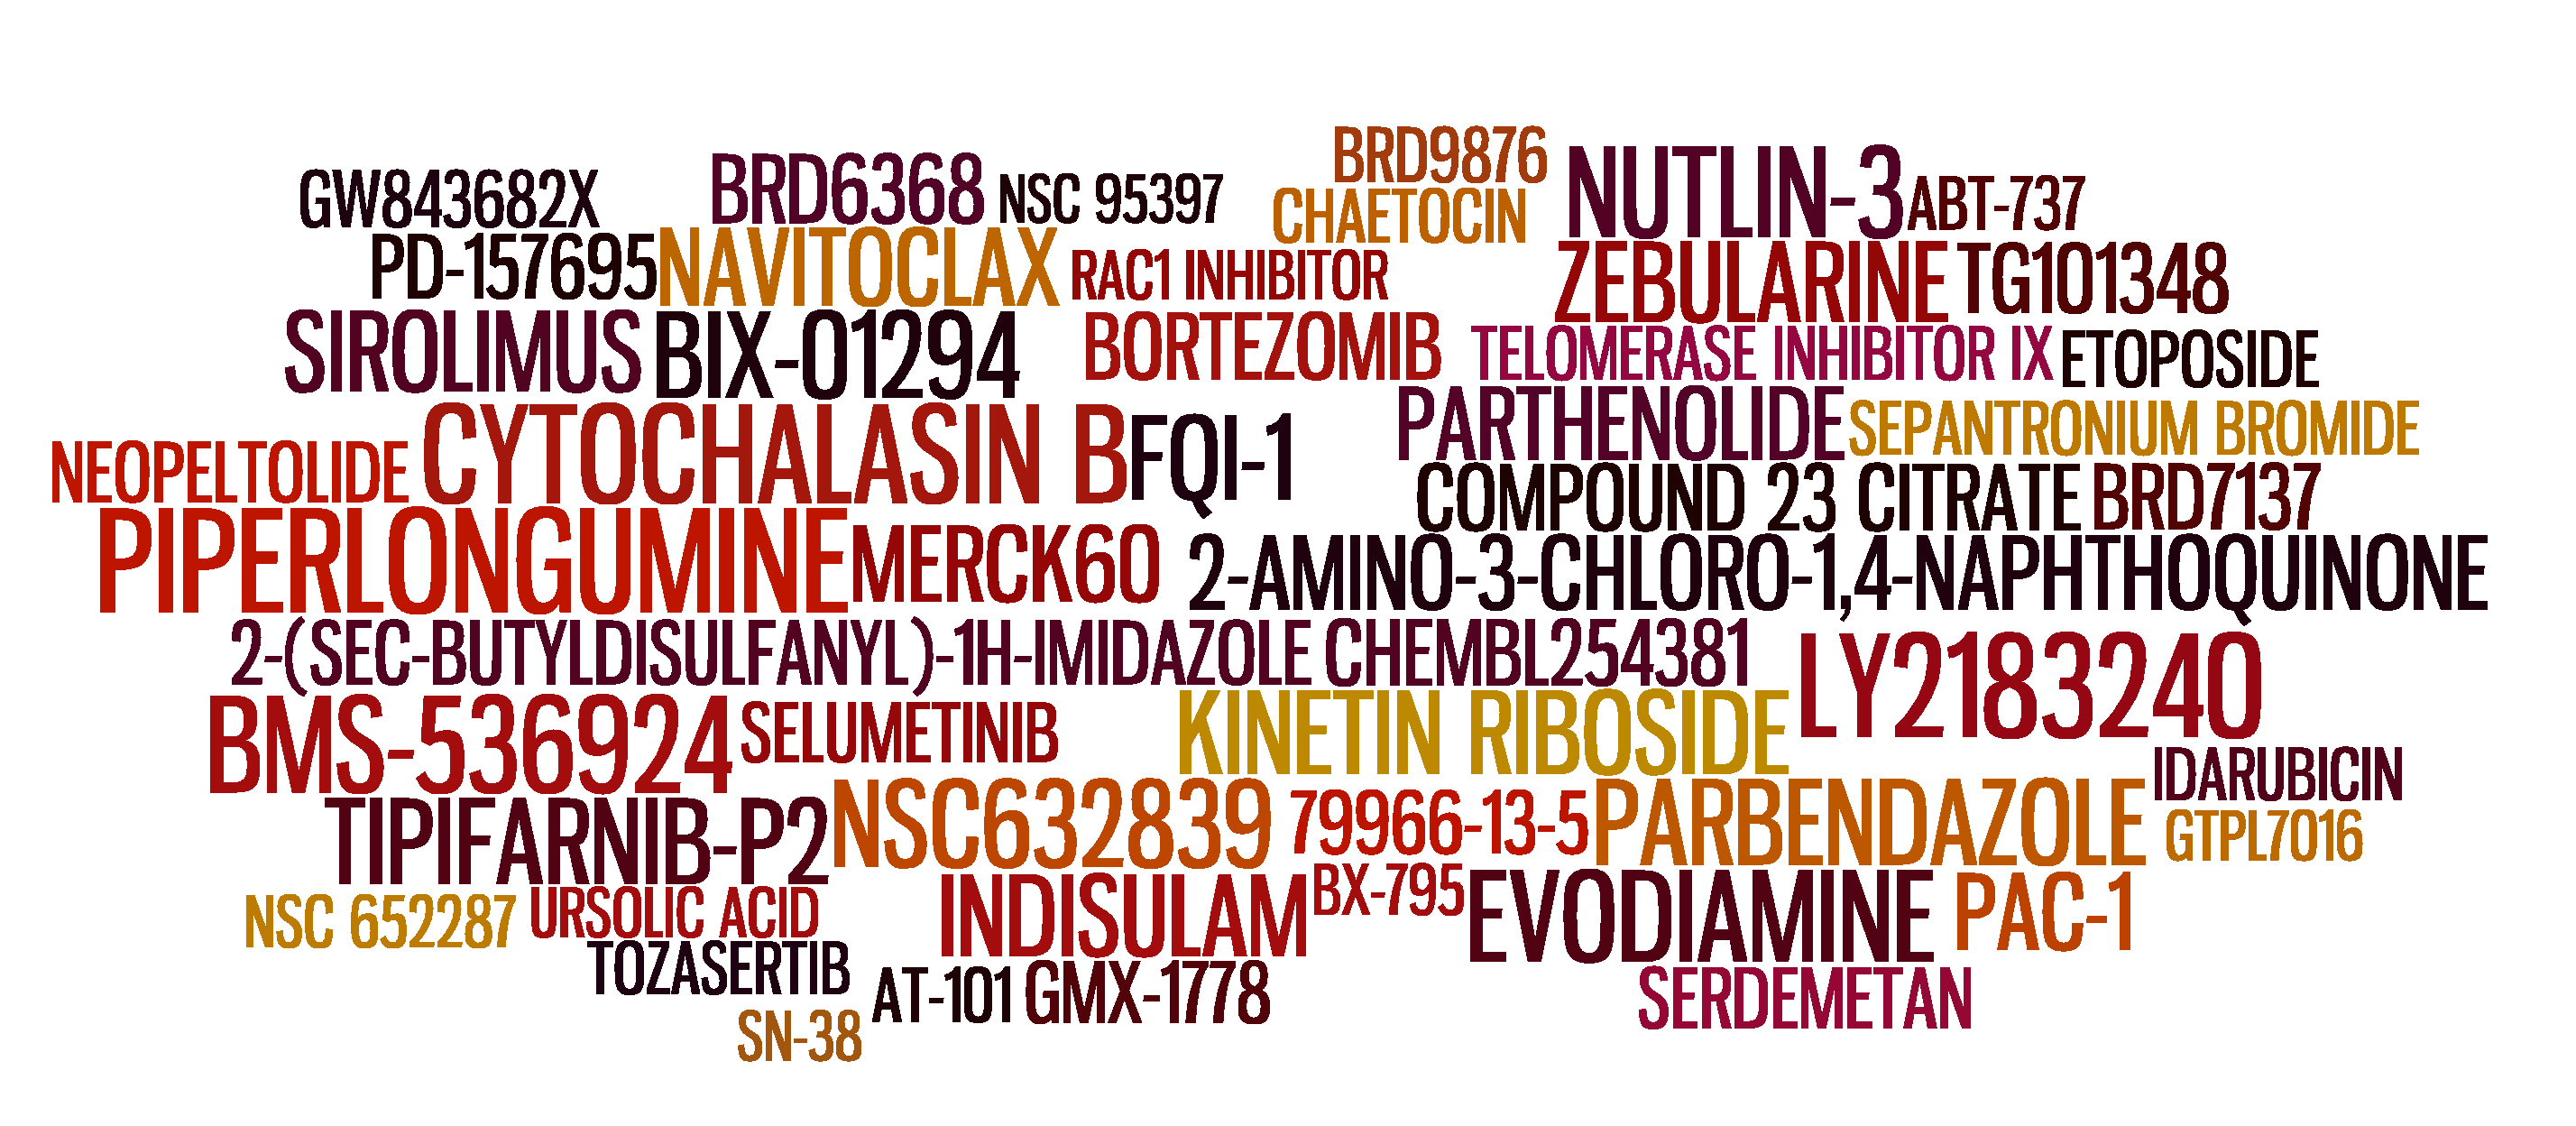 BRD9876
GW843682X BRD6368 NSC 95397 CHAETOCIN NUTLIN-3 ABT-737
PD-157695 NAVITOCLAX RAC1 INHIBITOR ZEBULARINE TG101348
SIROLIMUS BIX-01294 BORTEZOMIB TELOMERASE INHIBITOR IX ETOPOSIDE
NEOPELTOLIDE CYTOCHALASIN B FQI-1 PARTHENOLIDE SEPANTRONIUM BROMIDE
COMPOUND 23 CITRATE BRD7137
PIPERLONGUMINE MERCK60 2-AMINO-3-CHLORO-1,4-NAPHTHOQUINONE
2-(SEC-BUTYLDISULFANYL)-1H-IMIDAZOLE CHEMBL254381 LY2183240
BMS-536924 SELUMETINIB KINETIN RIBOSIDE IDARUBICIN
TIPIFARNIB-P2 NSC632839 79966-13-5 PARBENDAZOLE GTPL7016
NSC 652287 URSOLIC ACID INDISULAM BX-795 EVODIAMINE PAC-1
TOZASERTIB AT-101 GMX-1778 SERDEMETAN
SN-38